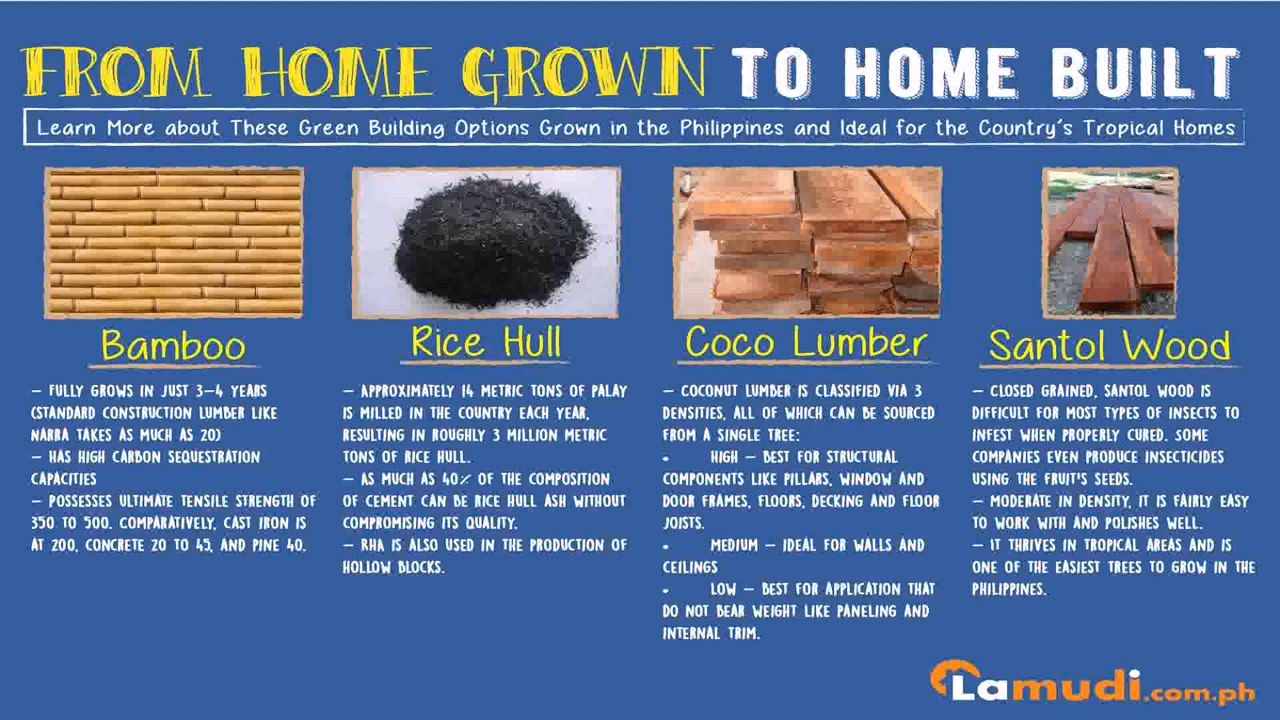 FROM HOME GROWN TO HOME BUILT
Learn More about These Green Building Options Grown in the Philippines and Ideal for the Country's Tropical Homes
Bamboo
– FULLY GROWS IN JUST 3–4 YEARS
(STANDARD CONSTRUCTION LUMBER LIKE
NARRA TAKES AS MUCH AS 20)
– HAS HIGH CARBON SEQUESTRATION
CAPACITIES
– POSSESSES ULTIMATE TENSILE STRENGTH OF
350 TO 500. COMPARATIVELY, CAST IRON IS
AT 200, CONCRETE 20 TO 45, AND PINE 40.
Rice Hull
– APPROXIMATELY 14 METRIC TONS OF PALAY
IS MILLED IN THE COUNTRY EACH YEAR,
RESULTING IN ROUGHLY 3 MILLION METRIC
TONS OF RICE HULL.
– AS MUCH AS 40% OF THE COMPOSITION
OF CEMENT CAN BE RICE HULL ASH WITHOUT
COMPROMISING ITS QUALITY.
– RHA IS ALSO USED IN THE PRODUCTION OF
HOLLOW BLOCKS.
Coco Lumber
– COCONUT LUMBER IS CLASSIFIED VIA 3
DENSITIES, ALL OF WHICH CAN BE SOURCED
FROM A SINGLE TREE:
• HIGH – BEST FOR STRUCTURAL
COMPONENTS LIKE PILLARS, WINDOW AND
DOOR FRAMES, FLOORS, DECKING AND FLOOR
JOISTS.
• MEDIUM – IDEAL FOR WALLS AND
CEILINGS
• LOW – BEST FOR APPLICATION THAT
DO NOT BEAR WEIGHT LIKE PANELING AND
INTERNAL TRIM.
Santol Wood
– CLOSED GRAINED, SANTOL WOOD IS
DIFFICULT FOR MOST TYPES OF INSECTS TO
INFEST WHEN PROPERLY CURED. SOME
COMPANIES EVEN PRODUCE INSECTICIDES
USING THE FRUIT'S SEEDS.
– MODERATE IN DENSITY, IT IS FAIRLY EASY
TO WORK WITH AND POLISHES WELL.
– IT THRIVES IN TROPICAL AREAS AND IS
ONE OF THE EASIEST TREES TO GROW IN THE
PHILIPPINES.
Lamudi.com.ph